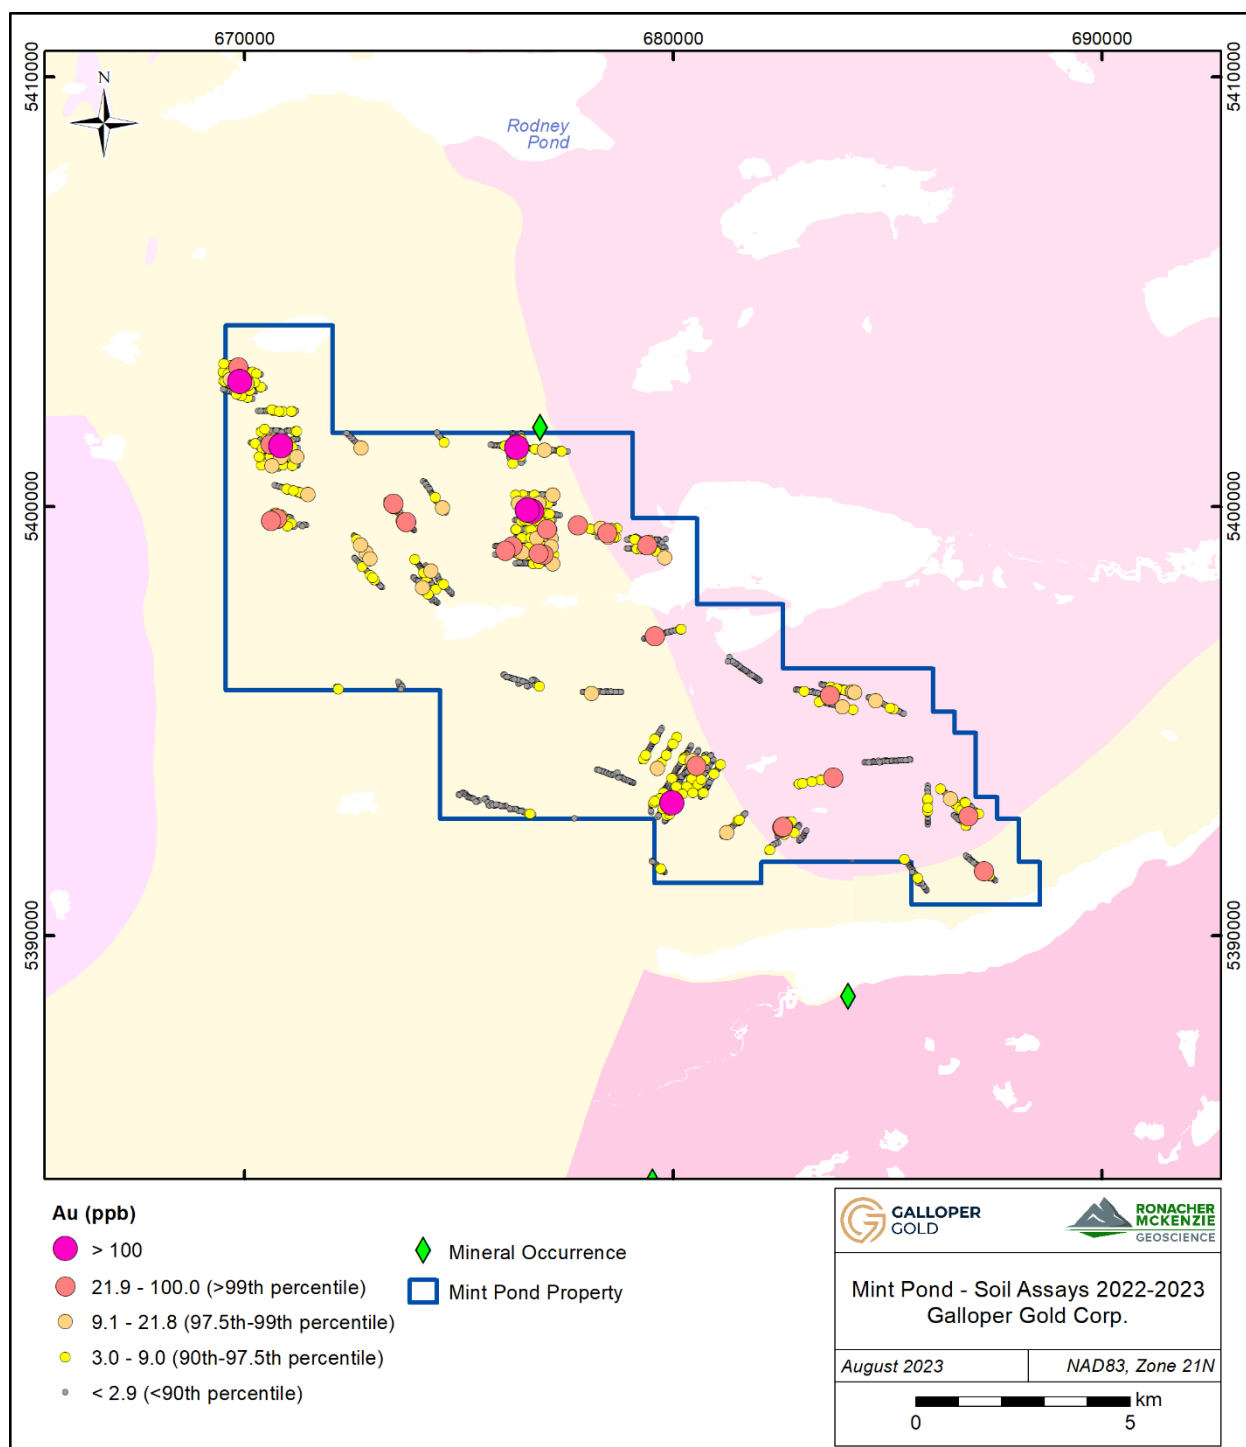 670000
680000
690000
5410000
5410000
N
Rodney
Pond
5400000
5400000
5390000
5390000
Au (ppb)
> 100
21.9 - 100.0 (>99th percentile)
9.1 - 21.8 (97.5th-99th percentile)
3.0 - 9.0 (90th-97.5th percentile)
< 2.9 (<90th percentile)
Mineral Occurrence
Mint Pond Property
GALLOPER
GOLD
RONACHER
MCKENZIE
GEOSCIENCE
Mint Pond - Soil Assays 2022-2023
Galloper Gold Corp.
August 2023
NAD83, Zone 21N
km
0
5